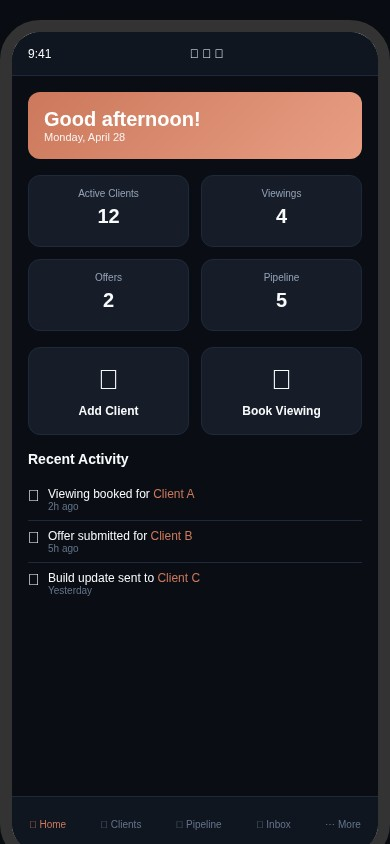 9:41
Good afternoon!
Monday, April 28
Active Clients
12
Viewings
4
Offers
2
Pipeline
5
Add Client
Book Viewing
Recent Activity
Viewing booked for Client A
2h ago
Offer submitted for Client B
5h ago
Build update sent to Client C
Yesterday
Home
Clients
Pipeline
Inbox
··· More